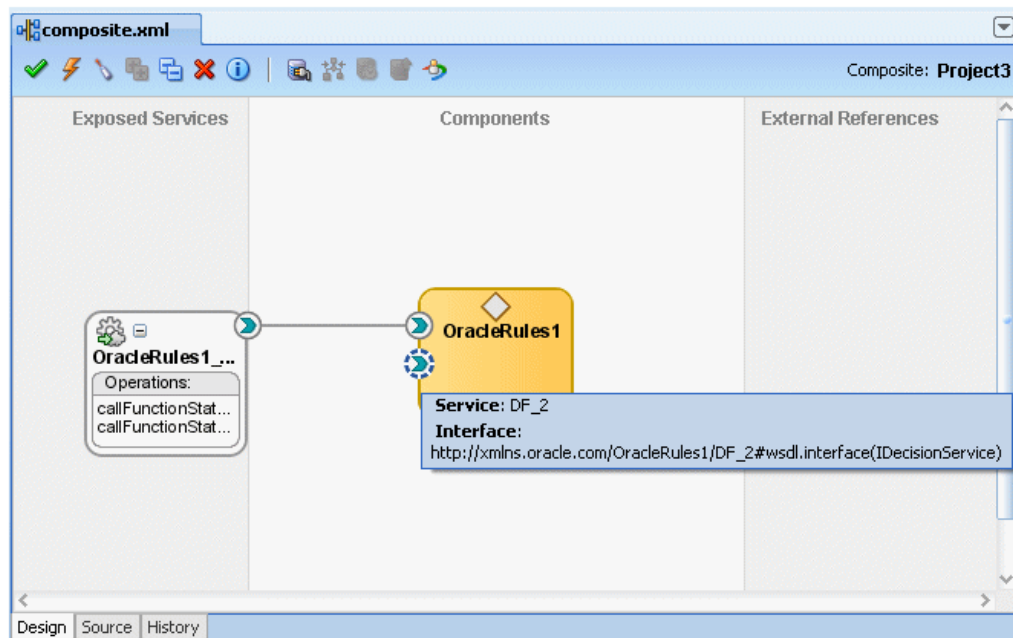 composite.xml
Composite: Project3
Exposed Services
Components
External References
OracleRules1_...
Operations:
callFunctionStat...
callFunctionStat...
OracleRules1
Service: DF_2
Interface:
http://xmlns.oracle.com/OracleRules1/DF_2#wsdl.interface(IDecisionService)
Design Source History